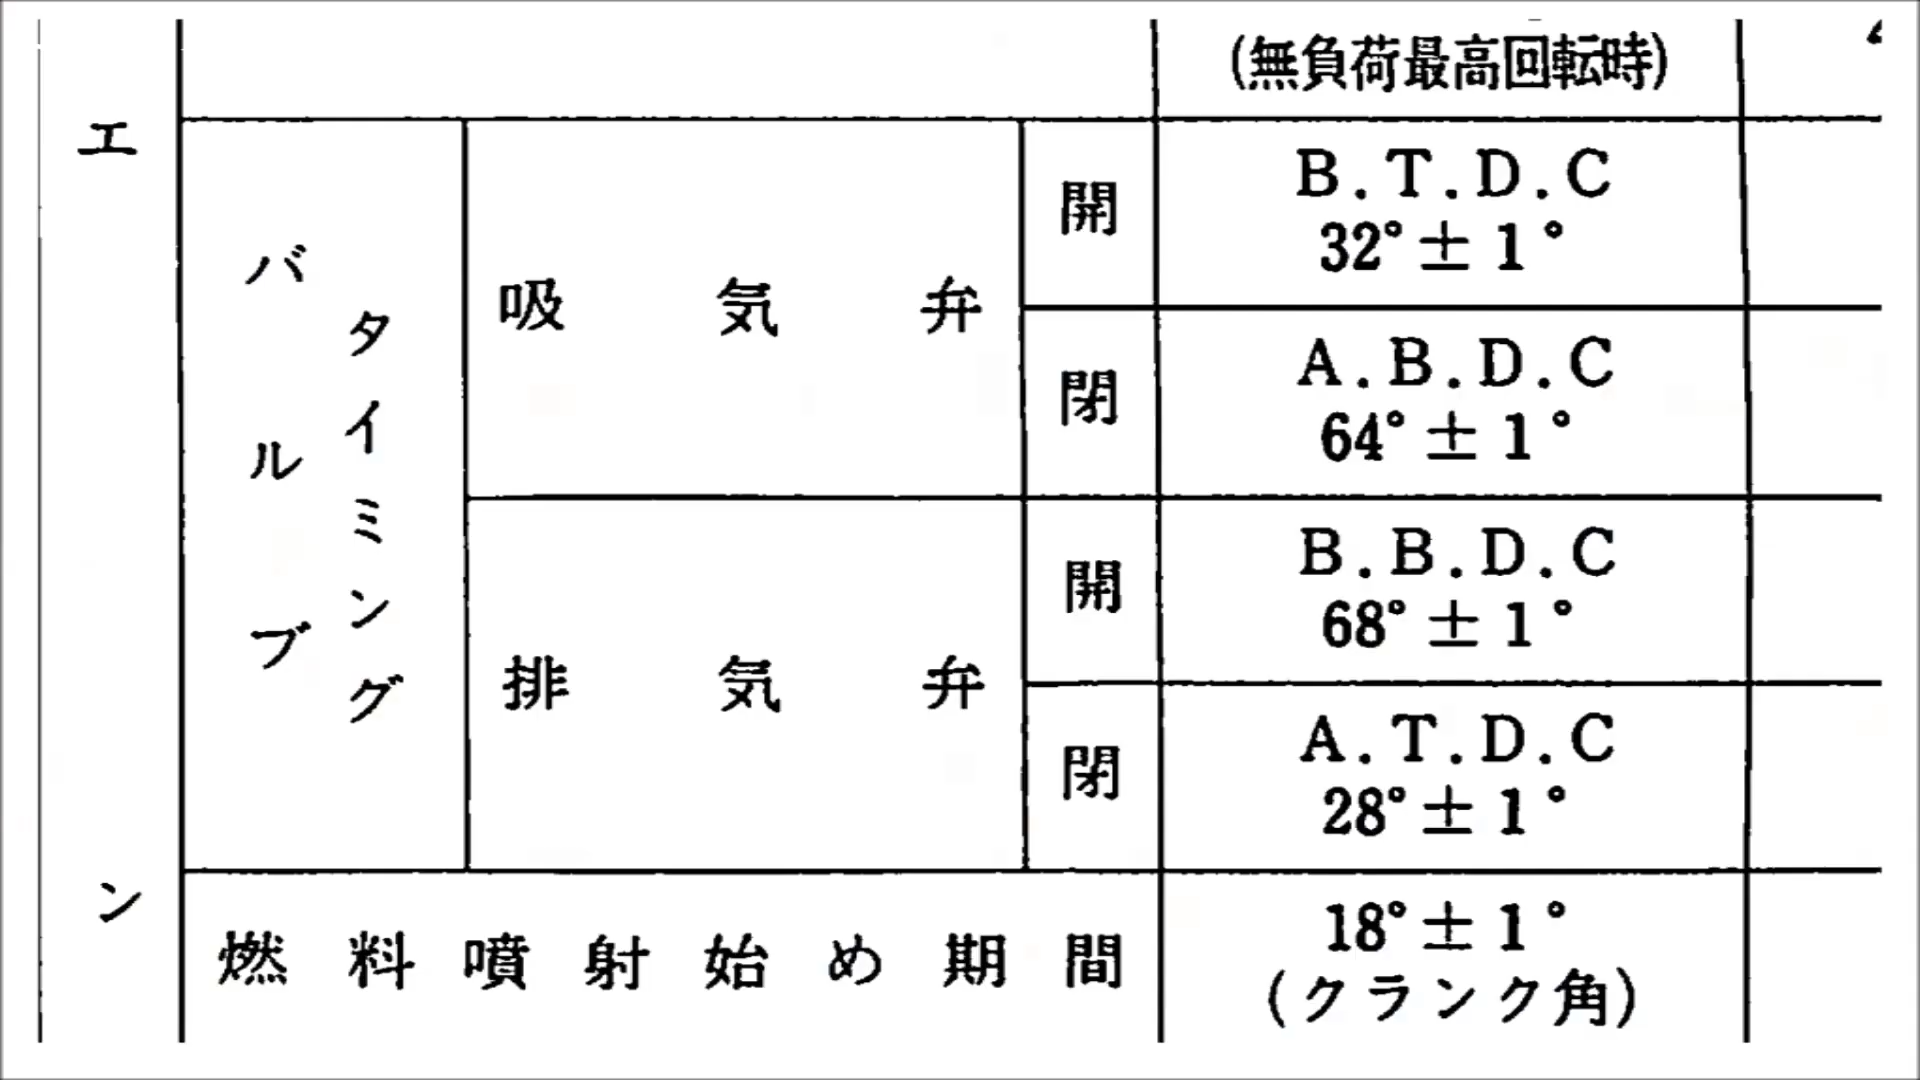 (無負荷最高回転時)
エ
ン
バルブ
タイミング
吸気弁
開
B.T.D.C
32°±1°
閉
A.B.D.C
64°±1°
排気弁
開
B.B.D.C
68°±1°
閉
A.T.D.C
28°±1°
燃料噴射始め期間
18°±1°
(クランク角)